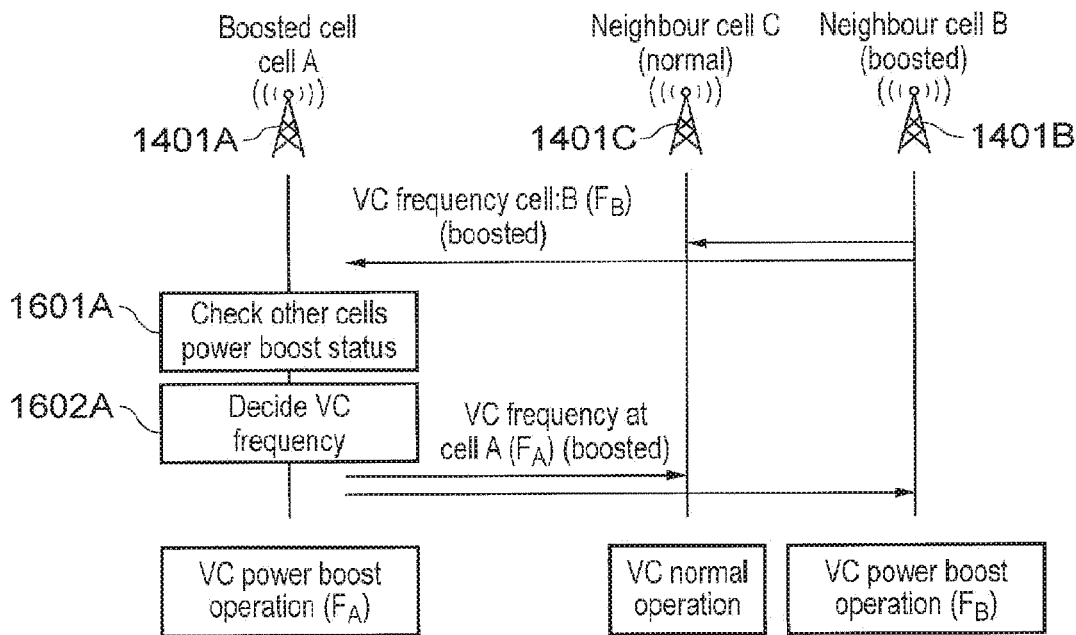 Boosted cell
cell A
Neighbour cell C
(normal)
Neighbour cell B
(boosted)
1401A
1401C
1401B
VC frequency cell:B (FB)
(boosted)
1601A
Check other cells
power boost status
1602A
Decide VC
frequency
VC frequency at
cell A (FA) (boosted)
VC power boost
operation (FA)
VC normal
operation
VC power boost
operation (FB)